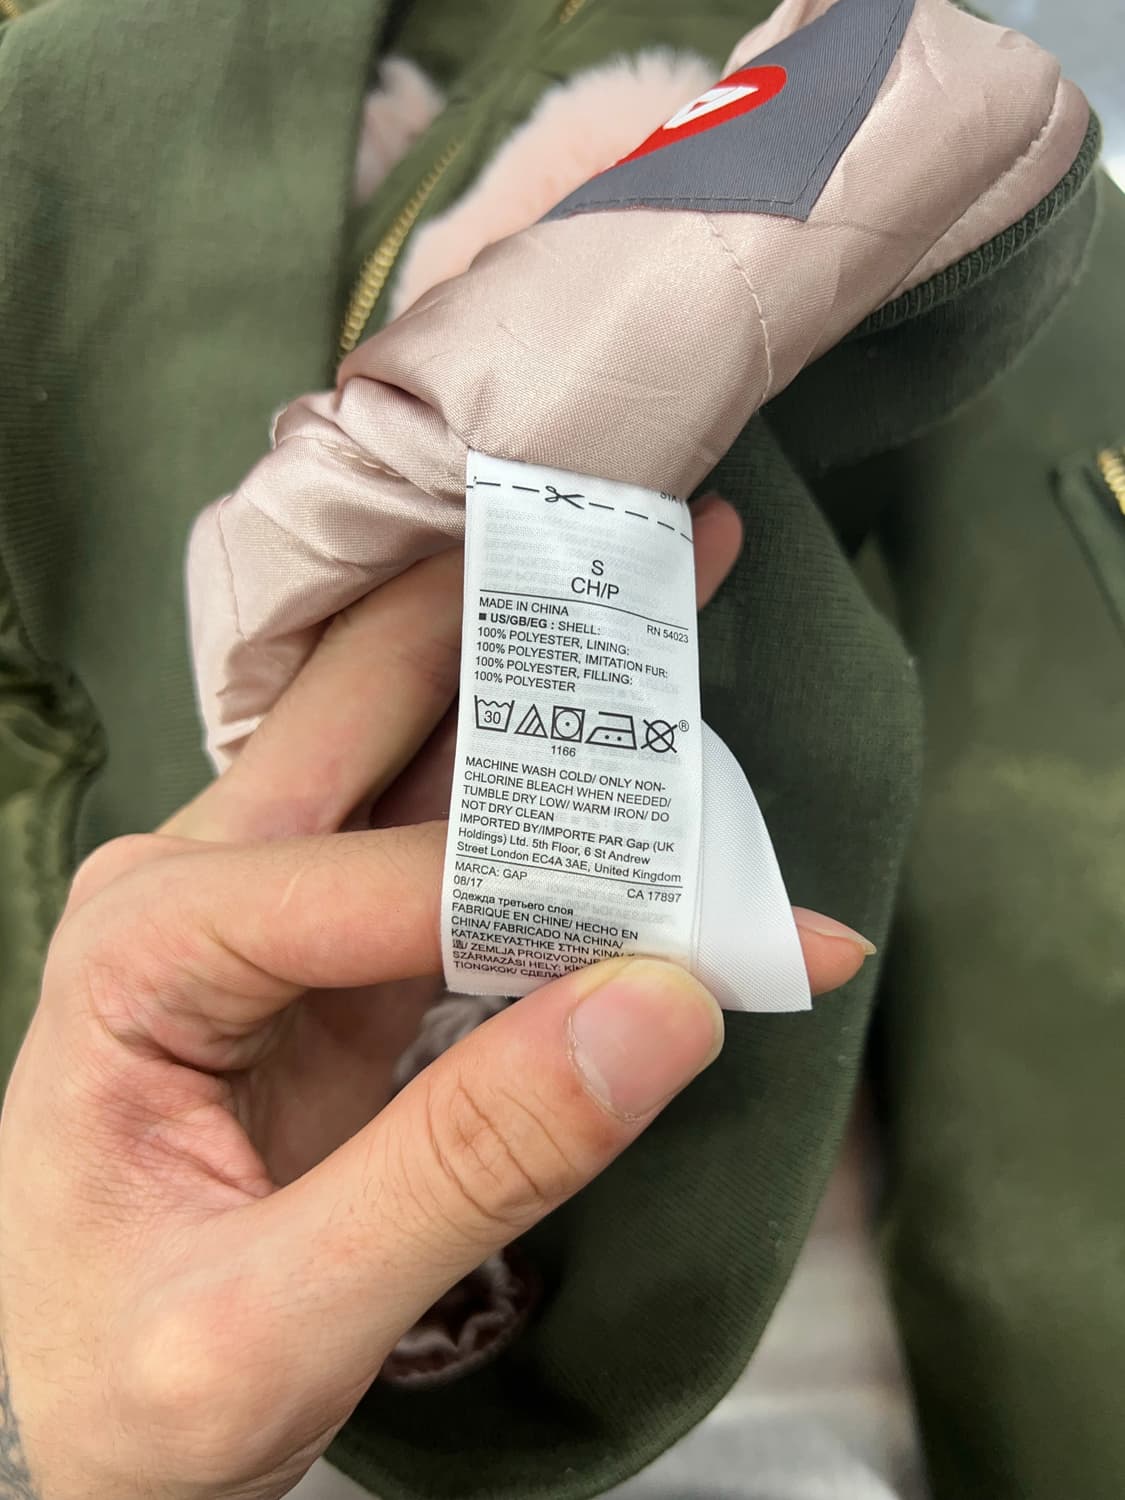 S
CH/P
MADE IN CHINA
RN 54023
■ US/GB/EG : SHELL:
100% POLYESTER, LINING:
100% POLYESTER, IMITATION FUR:
100% POLYESTER, FILLING:
100% POLYESTER
30
®
1166
MACHINE WASH COLD/ ONLY NON-
CHLORINE BLEACH WHEN NEEDED/
TUMBLE DRY LOW/ WARM IRON/ DO
NOT DRY CLEAN
IMPORTED BY/IMPORTE PAR Gap (UK
Holdings) Ltd. 5th Floor, 6 St Andrew
Street London EC4A 3AE, United Kingdom
MARCA: GAP
CA 17897
08/17
Одежда третьего слоя
FABRIQUE EN CHINE/ HECHO EN
CHINA/ FABRICADO NA CHINA/
ΚΑΤΑΣΚΕΥΑΣΤΗΚΕ ΣΤΗΝ ΚΙΝΑ/
ZEMLJA PROIZVODNJE
SZÁRMAZÁSI HELY:
TIONGKOK/